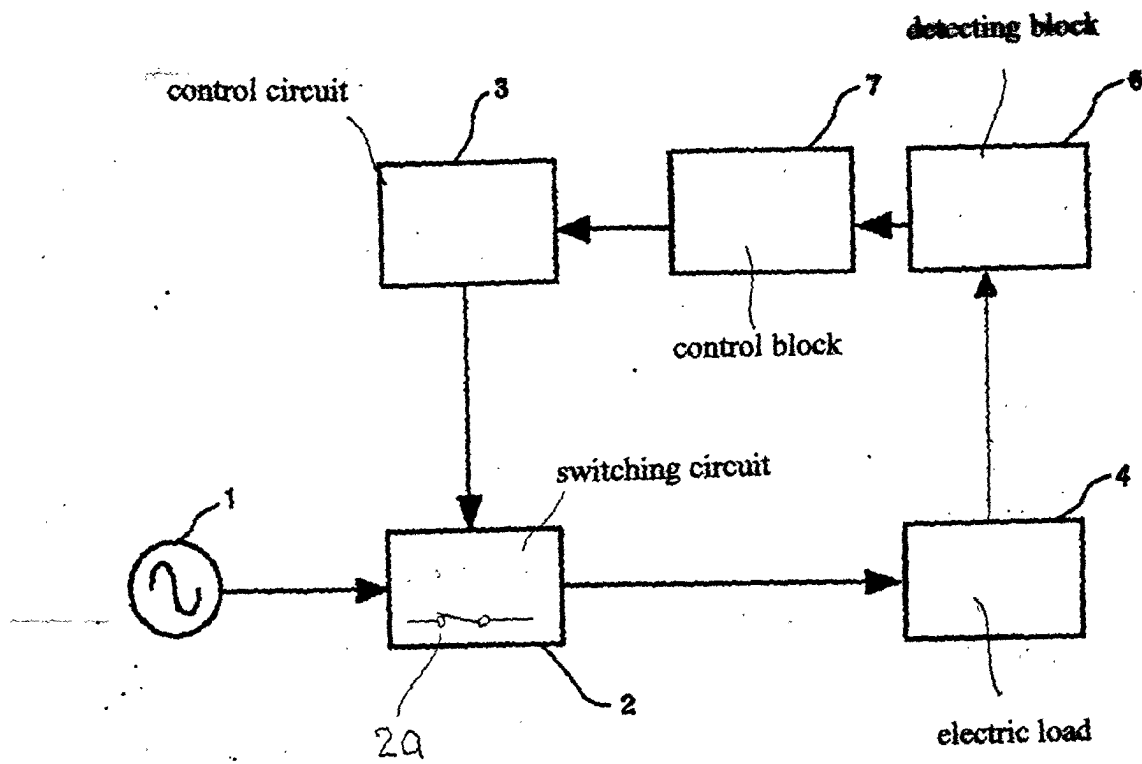 detecting block
control circuit
3
7
6
control block
switching circuit
1
4
2
2a
electric load